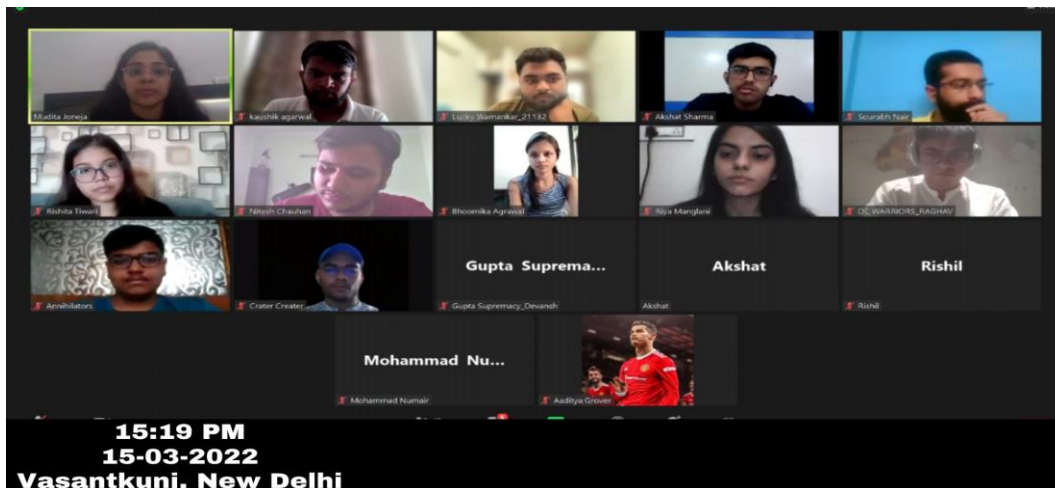 Mudita Joneja
kaushik agarwal
Lucky Wamankar_21132
Akshat Sharma
Sourabh Nair
Rishita Tiwari
Nitesh Chauhan
Bhoomika Agrawal
Riya Manglani
DC WARRIORS_RAGHAV
Annihilators
Crater Creater
Gupta Suprema...
Gupta Supremacy_Devansh
Akshat
Akshat
Rishil
Rishil
Mohammad Nu...
Mohammad Numair
Aaditya Grover
15:19 PM
15-03-2022
Vasantkunj, New Delhi